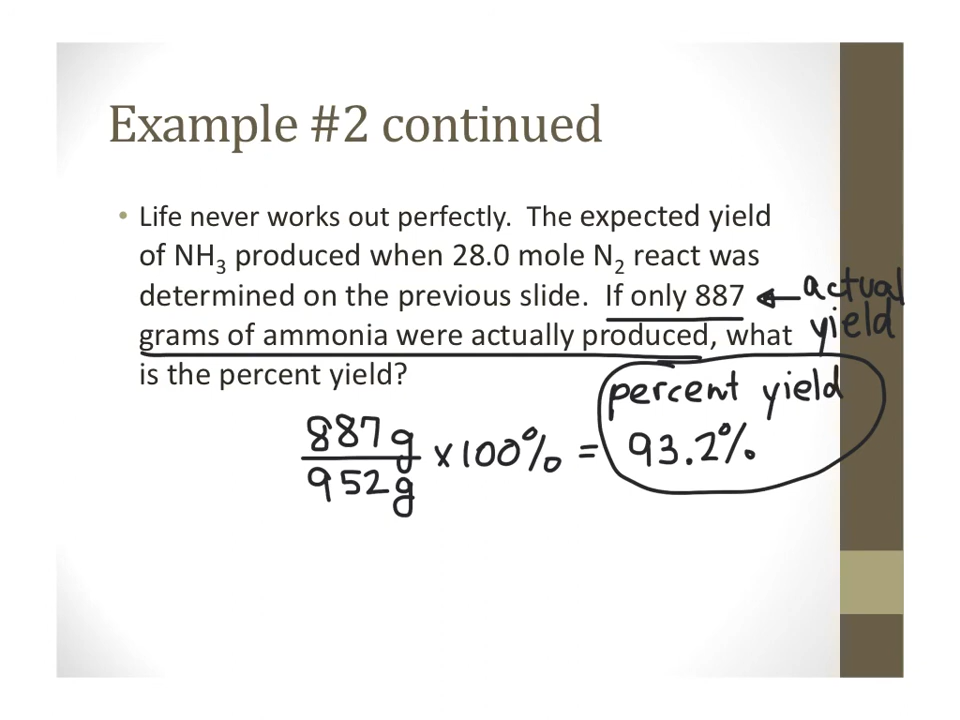 Example #2 continued
• Life never works out perfectly. The expected yield
of NH₃ produced when 28.0 mole N₂ react was
determined on the previous slide. If only 887 ← actual
grams of ammonia were actually produced, what yield
is the percent yield?
percent yield
887g / 952g x 100% = 93.2%